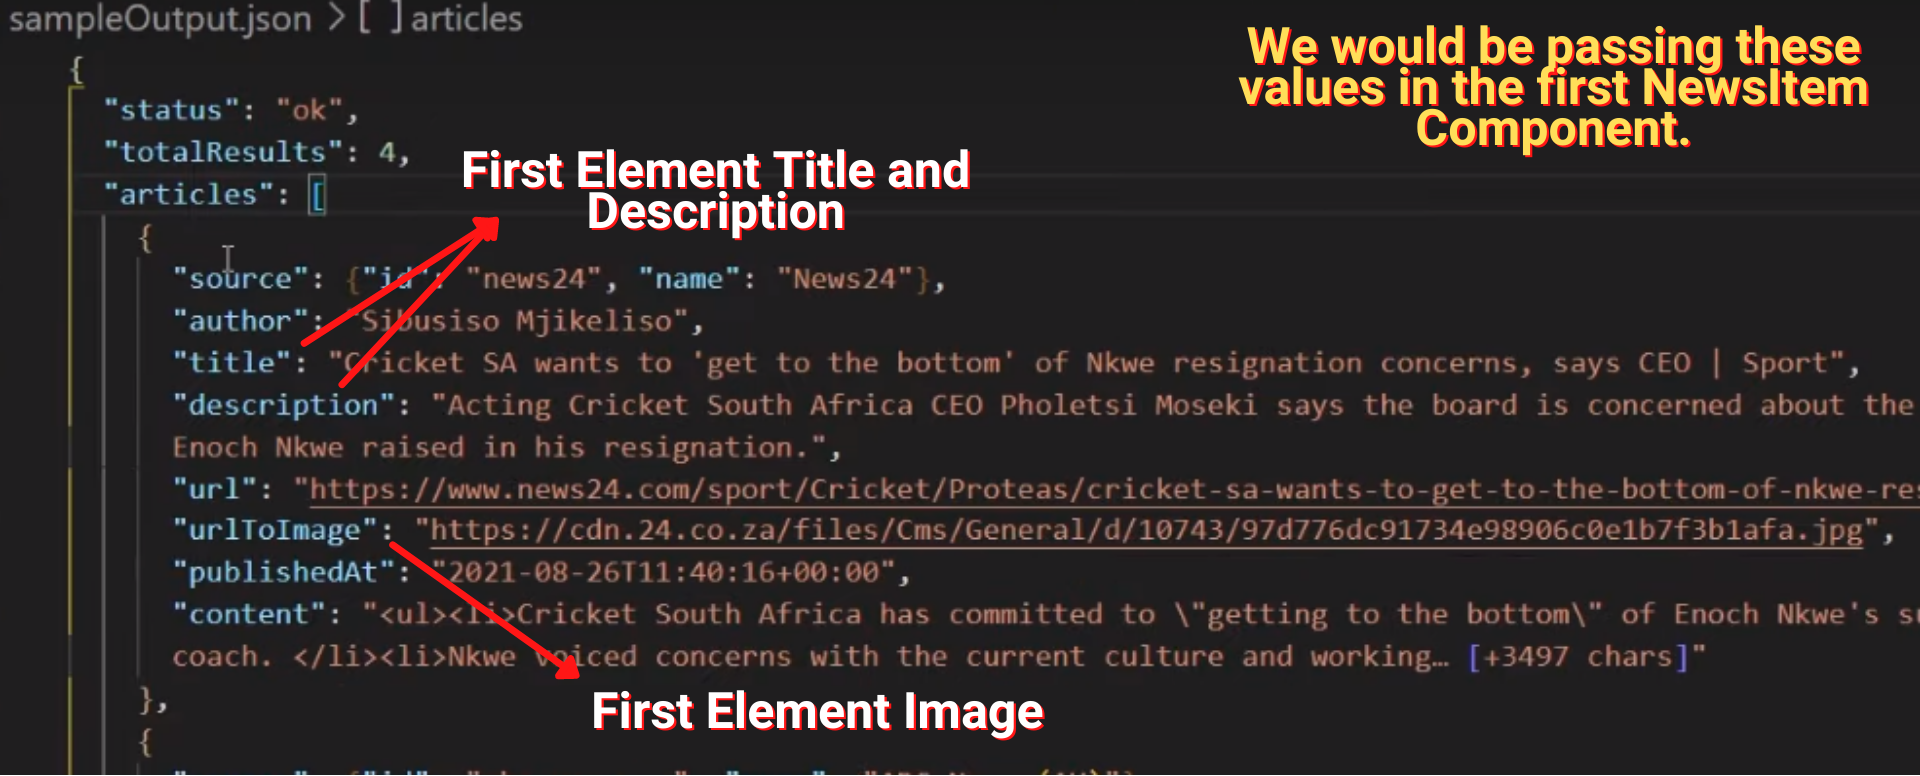 sampleOutput.json > [ ] articles
We would be passing these
values in the first NewsItem
Component.
{
"status": "ok",
"totalResults": 4,
First Element Title and
Description
"articles": [
{
"source": {"id": "news24", "name": "News24"},
"author": "Sibusiso Mjikeliso",
"title": "Cricket SA wants to 'get to the bottom' of Nkwe resignation concerns, says CEO | Sport",
"description": "Acting Cricket South Africa CEO Pholetsi Moseki says the board is concerned about the
Enoch Nkwe raised in his resignation.",
"url": "https://www.news24.com/sport/Cricket/Proteas/cricket-sa-wants-to-get-to-the-bottom-of-nkwe-res
"urlToImage": "https://cdn.24.co.za/files/Cms/General/d/10743/97d776dc91734e98906c0e1b7f3b1afa.jpg",
"publishedAt": "2021-08-26T11:40:16+00:00",
"content": "<ul><li>Cricket South Africa has committed to \"getting to the bottom\" of Enoch Nkwe's su
coach. </li><li>Nkwe voiced concerns with the current culture and working… [+3497 chars]"
},
First Element Image
{